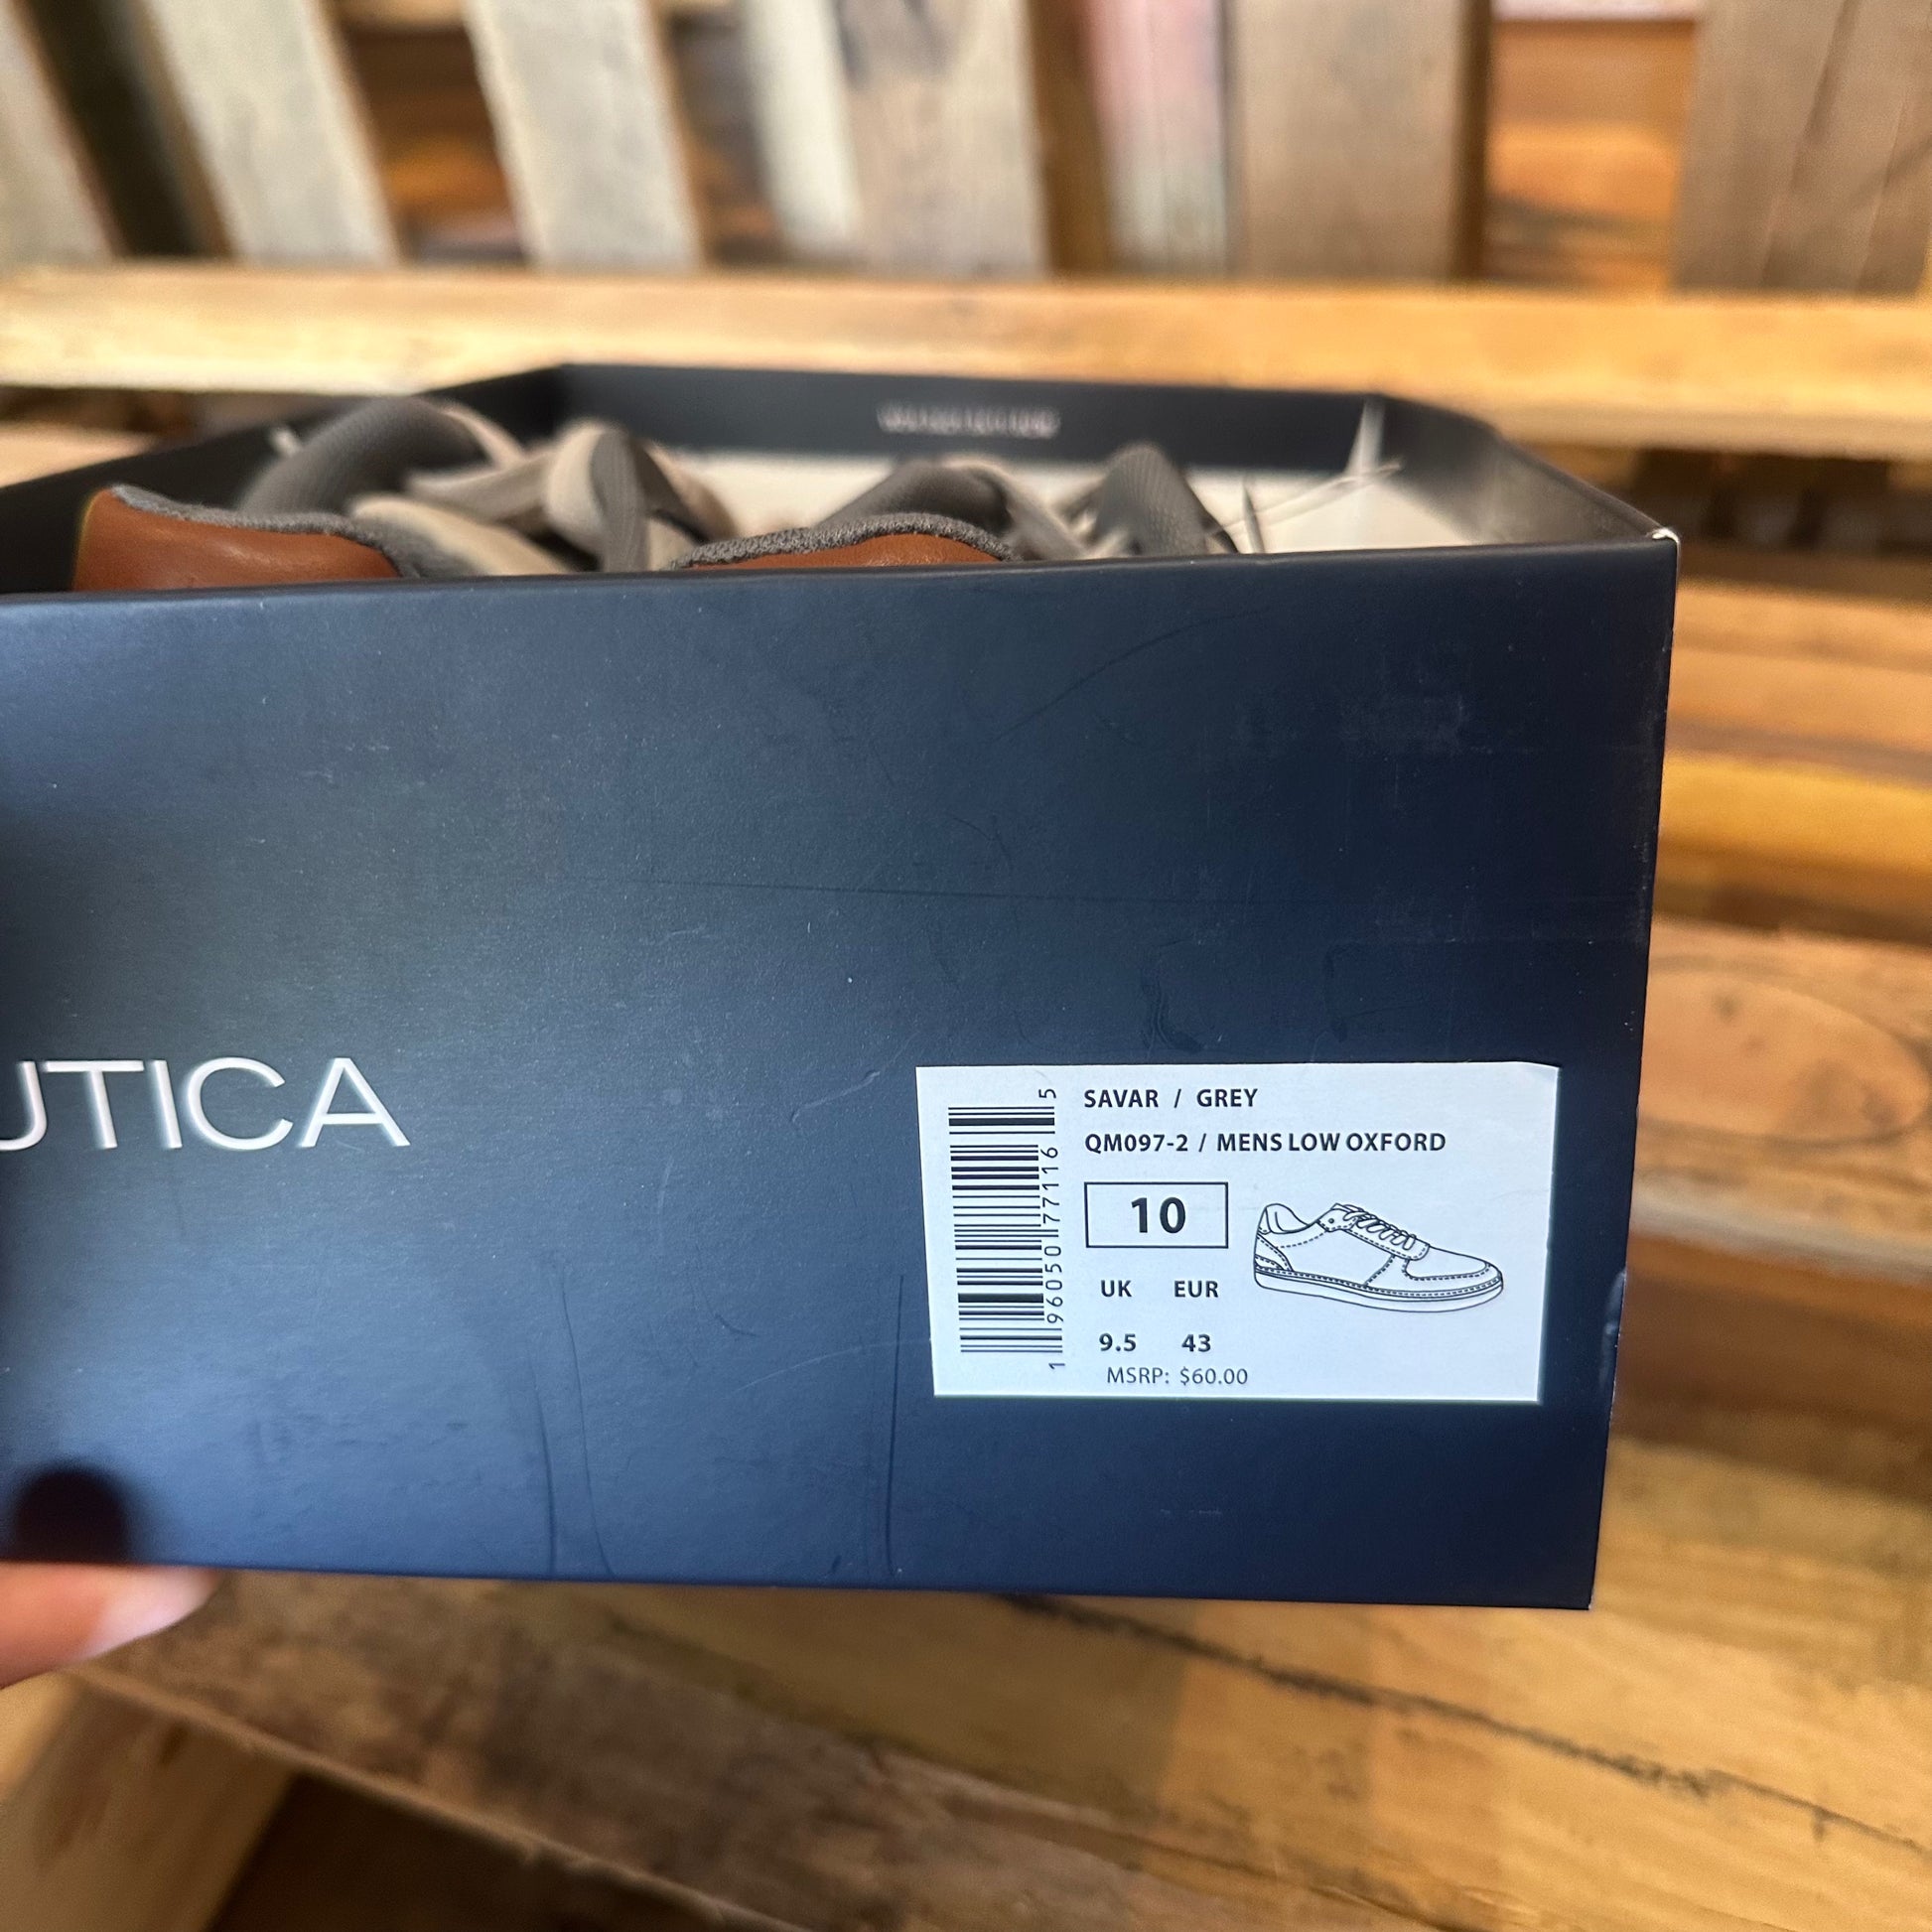 UTICA
SAVAR / GREY
QM097-2 / MENS LOW OXFORD
10
UK EUR
9.5 43
MSRP: $60.00
1 96050 77116 5